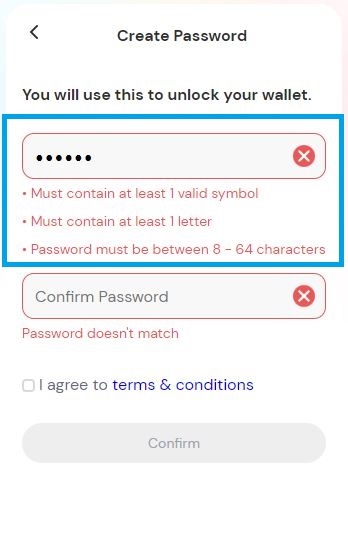 Create Password
You will use this to unlock your wallet.
••••••
• Must contain at least 1 valid symbol
• Must contain at least 1 letter
• Password must be between 8 - 64 characters
Confirm Password
Password doesn't match
I agree to terms & conditions
Confirm